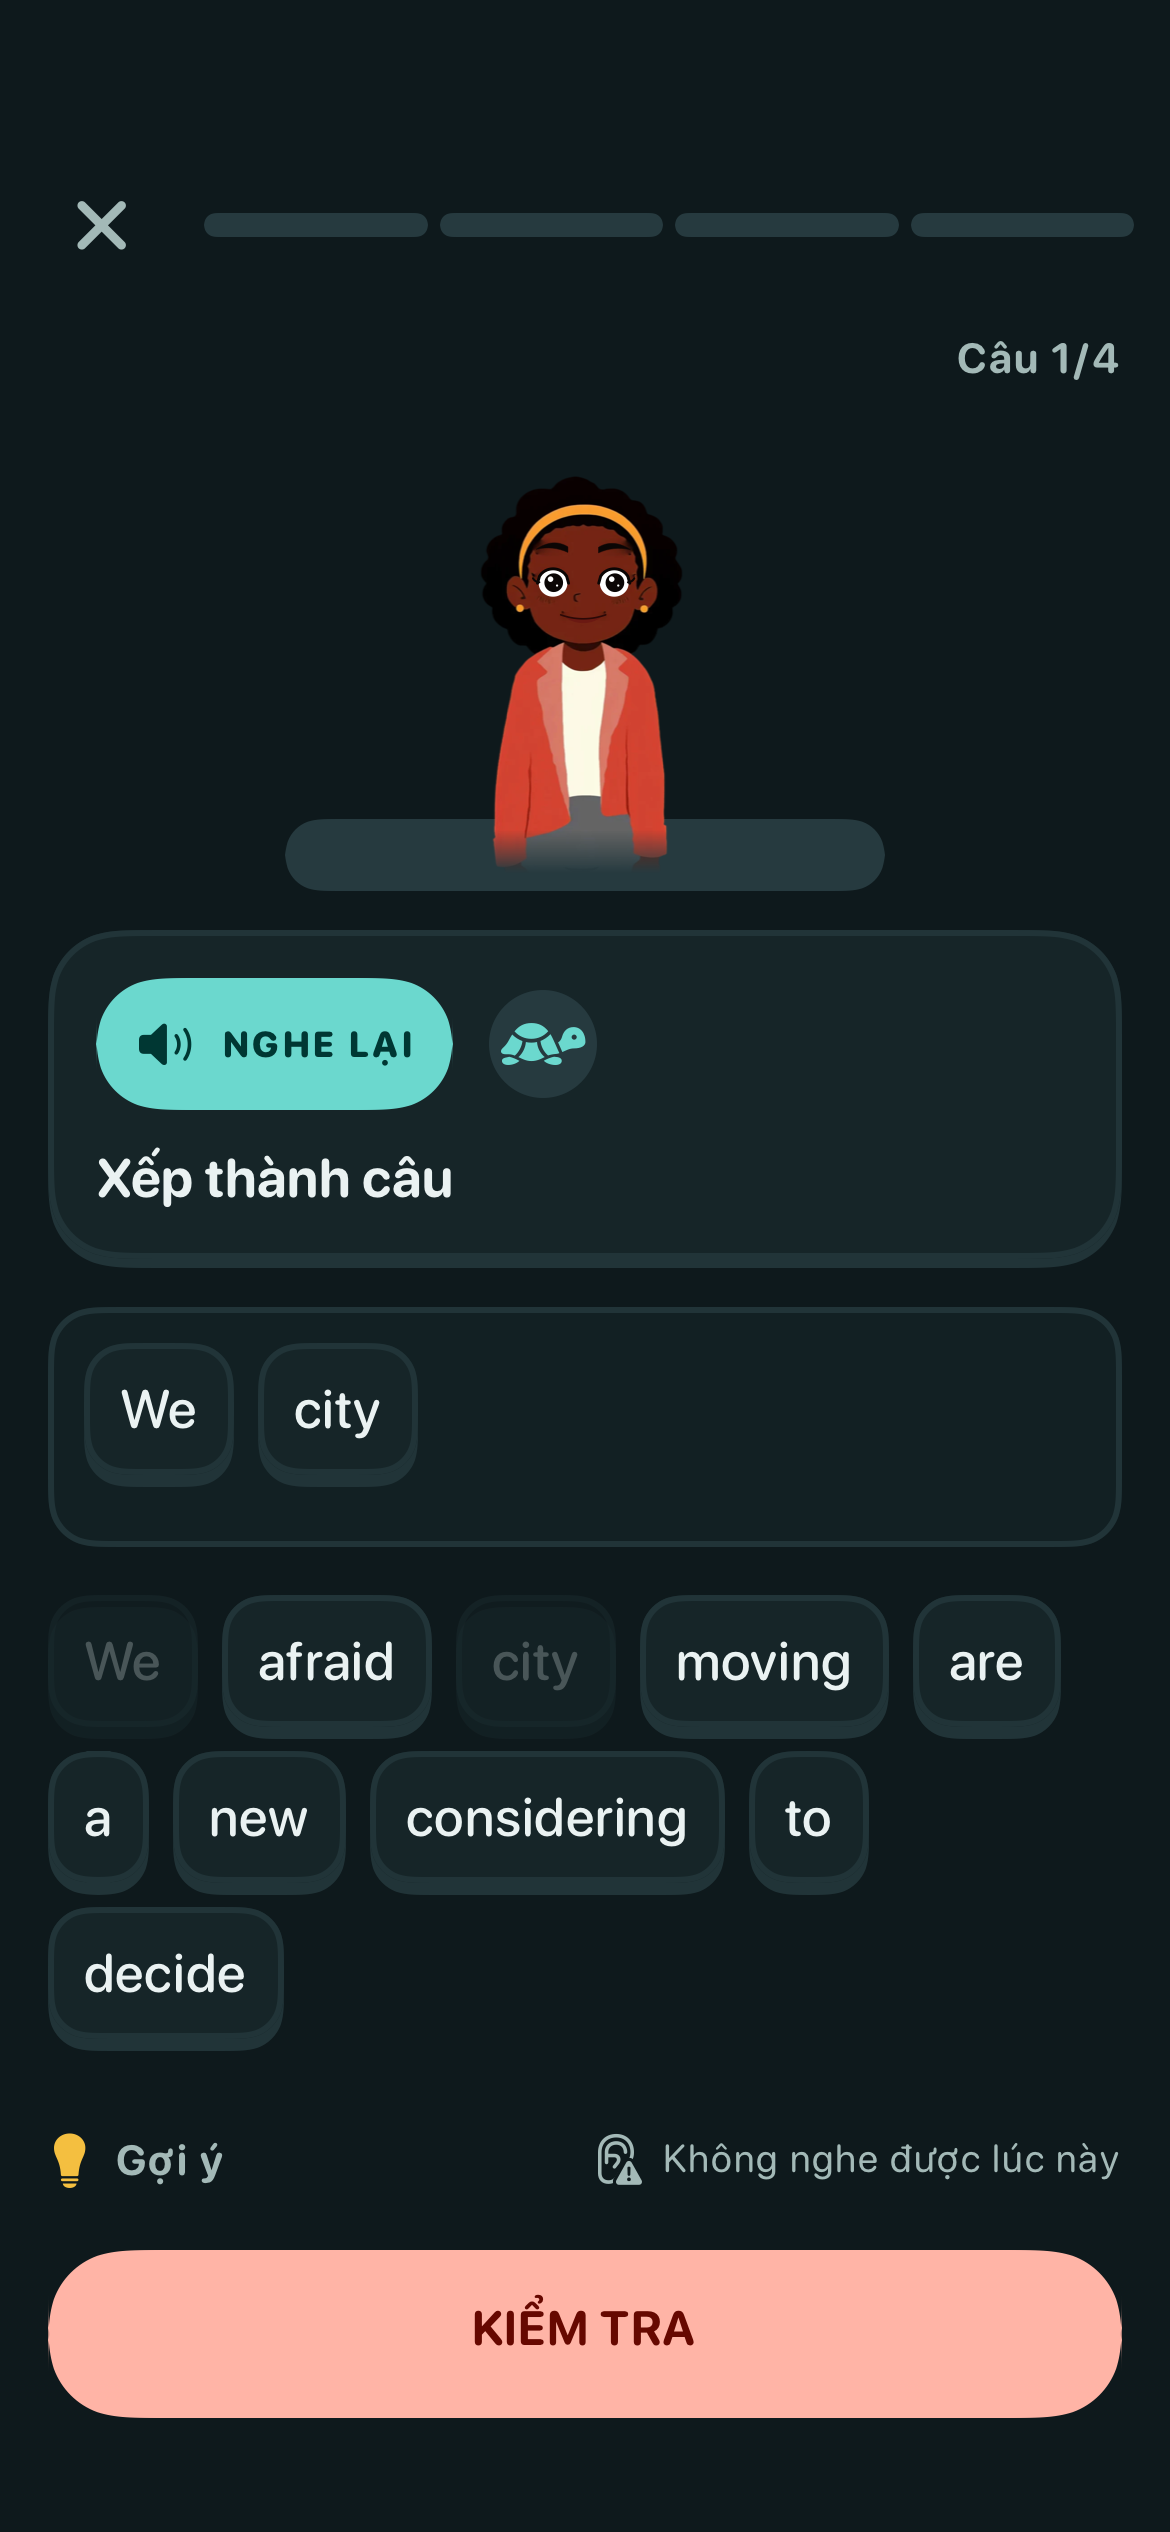 Câu 1/4
NGHE LẠI
Xếp thành câu
We city
We afraid city moving are
a new considering to
decide
Gợi ý Không nghe được lúc này
KIỂM TRA